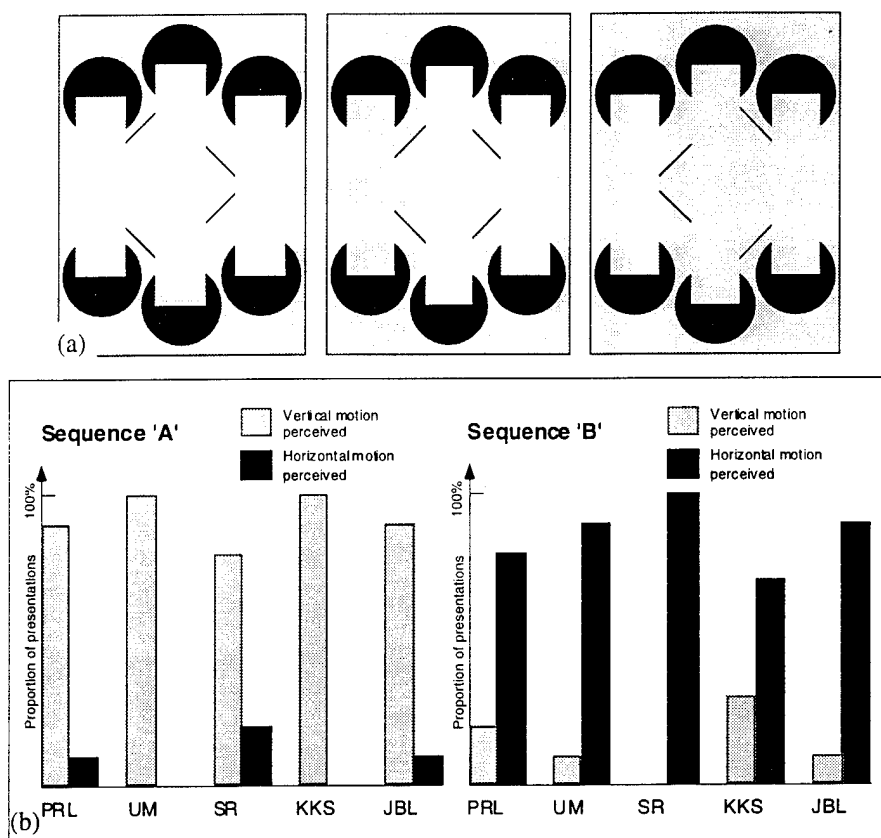 (a)
Sequence 'A'
Vertical motion
perceived
Horizontal motion
perceived
100%
Proportion of presentations
PRL UM SR KKS JBL
Sequence 'B'
Vertical motion
perceived
Horizontal motion
perceived
100%
Proportion of presentations
PRL UM SR KKS JBL
(b)